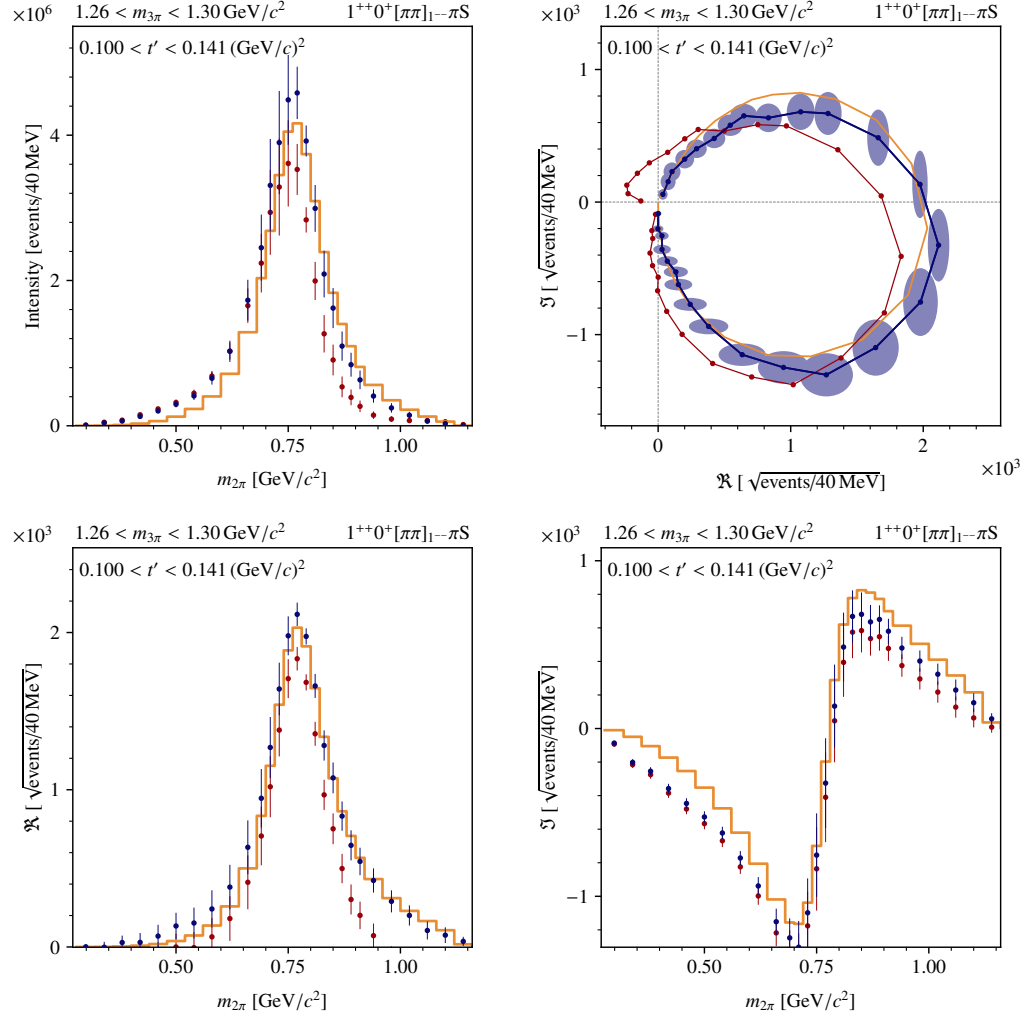 ×10⁶
1.26 < m₃π < 1.30 GeV/c²
1⁺⁺0⁺[ππ]₁₋₋πS
0.100 < t′ < 0.141 (GeV/c)²
Intensity [events/40 MeV]
4
2
0
0.50
0.75
1.00
m₂π [GeV/c²]
×10³
1.26 < m₃π < 1.30 GeV/c²
1⁺⁺0⁺[ππ]₁₋₋πS
0.100 < t′ < 0.141 (GeV/c)²
ℑ [√events/40 MeV]
1
0
−1
0
1
2
×10³
ℜ [√events/40 MeV]
×10³
1.26 < m₃π < 1.30 GeV/c²
1⁺⁺0⁺[ππ]₁₋₋πS
0.100 < t′ < 0.141 (GeV/c)²
ℜ [√events/40 MeV]
2
1
0
0.50
0.75
1.00
m₂π [GeV/c²]
×10³
1.26 < m₃π < 1.30 GeV/c²
1⁺⁺0⁺[ππ]₁₋₋πS
0.100 < t′ < 0.141 (GeV/c)²
ℑ [√events/40 MeV]
1
0
−1
0.50
0.75
1.00
m₂π [GeV/c²]